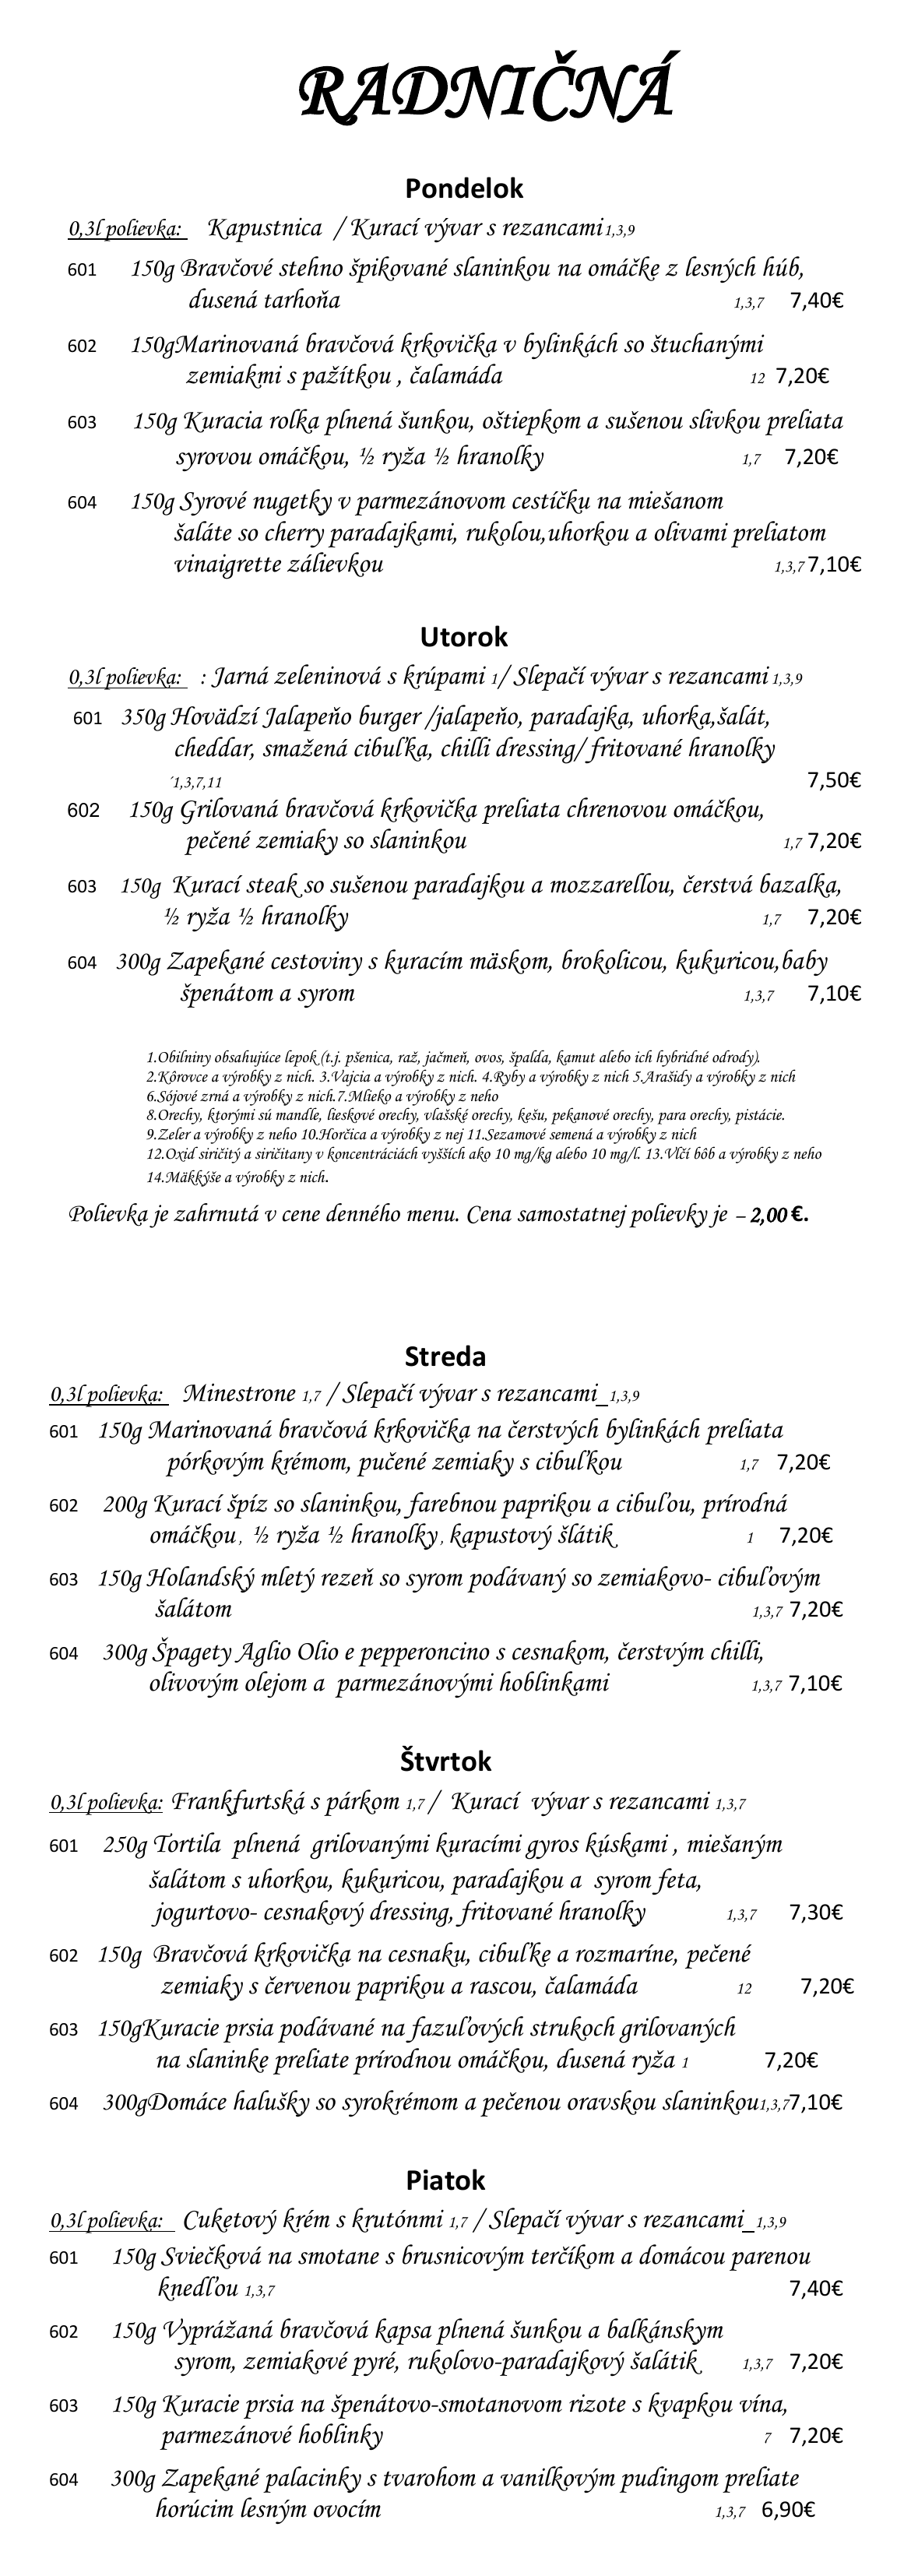 RADNIČNÁ
Pondelok
0,3l polievka: Kapustnica / Kurací vývar s rezancami 1,3,9
601 150g Bravčové stehno špikované slaninkou na omáčke z lesných húb,
dusená tarhoňa 1,3,7 7,40€
602 150gMarinovaná bravčová krkovička v bylinkách so štuchanými
zemiakmi s pažítkou , čalamáda 12 7,20€
603 150g Kuracia rolka plnená šunkou, oštiepkom a sušenou slivkou preliata
syrovou omáčkou, ½ ryža ½ hranolky 1,7 7,20€
604 150g Syrové nugetky v parmezánovom cestíčku na miešanom
šaláte so cherry paradajkami, rukolou,uhorkou a olivami preliatom
vinaigrette zálievkou 1,3,7 7,10€
Utorok
0,3l polievka: : Jarná zeleninová s krúpami 1/ Slepačí vývar s rezancami 1,3,9
601 350g Hovädzí Jalapeňo burger /jalapeňo, paradajka, uhorka,šalát,
cheddar, smažená cibuľka, chilli dressing/ fritované hranolky
´1,3,7,11 7,50€
602 150g Grilovaná bravčová krkovička preliata chrenovou omáčkou,
pečené zemiaky so slaninkou 1,7 7,20€
603 150g Kurací steak so sušenou paradajkou a mozzarellou, čerstvá bazalka,
½ ryža ½ hranolky 1,7 7,20€
604 300g Zapekané cestoviny s kuracím mäskom, brokolicou, kukuricou,baby
špenátom a syrom 1,3,7 7,10€
1.Obilniny obsahujúce lepok (t.j. pšenica, raž, jačmeň, ovos, špalda, kamut alebo ich hybridné odrody).
2.Kôrovce a výrobky z nich. 3.Vajcia a výrobky z nich. 4.Ryby a výrobky z nich 5.Arašidy a výrobky z nich
6.Sójové zrná a výrobky z nich.7.Mlieko a výrobky z neho
8.Orechy, ktorými sú mandle, lieskové orechy, vlašské orechy, kešu, pekanové orechy, para orechy, pistácie.
9.Zeler a výrobky z neho 10.Horčica a výrobky z nej 11.Sezamové semená a výrobky z nich
12.Oxid siričitý a siričitany v koncentráciách vyšších ako 10 mg/kg alebo 10 mg/l. 13.Vlčí bôb a výrobky z neho
14.Mäkkýše a výrobky z nich.
Polievka je zahrnutá v cene denného menu. Cena samostatnej polievky je – 2,00 €.
Streda
0,3l polievka: Minestrone 1,7 / Slepačí vývar s rezancami_1,3,9
601 150g Marinovaná bravčová krkovička na čerstvých bylinkách preliata
pórkovým krémom, pučené zemiaky s cibuľkou 1,7 7,20€
602 200g Kurací špíz so slaninkou, farebnou paprikou a cibuľou, prírodná
omáčkou, ½ ryža ½ hranolky, kapustový šlátik 1 7,20€
603 150g Holandský mletý rezeň so syrom podávaný so zemiakovo- cibuľovým
šalátom 1,3,7 7,20€
604 300g Špagety Aglio Olio e pepperoncino s cesnakom, čerstvým chilli,
olivovým olejom a parmezánovými hoblinkami 1,3,7 7,10€
Štvrtok
0,3l polievka: Frankfurtská s párkom 1,7 / Kurací vývar s rezancami 1,3,7
601 250g Tortila plnená grilovanými kuracími gyros kúskami , miešaným
šalátom s uhorkou, kukuricou, paradajkou a syrom feta,
jogurtovo- cesnakový dressing, fritované hranolky 1,3,7 7,30€
602 150g Bravčová krkovička na cesnaku, cibuľke a rozmaríne, pečené
zemiaky s červenou paprikou a rascou, čalamáda 12 7,20€
603 150gKuracie prsia podávané na fazuľových strukoch grilovaných
na slaninke preliate prírodnou omáčkou, dusená ryža 1 7,20€
604 300gDomáce halušky so syrokrémom a pečenou oravskou slaninkou1,3,77,10€
Piatok
0,3l polievka: Cuketový krém s krutónmi 1,7 / Slepačí vývar s rezancami_1,3,9
601 150g Sviečková na smotane s brusnicovým terčíkom a domácou parenou
knedľou 1,3,7 7,40€
602 150g Vyprážaná bravčová kapsa plnená šunkou a balkánskym
syrom, zemiakové pyré, rukolovo-paradajkový šalátik 1,3,7 7,20€
603 150g Kuracie prsia na špenátovo-smotanovom rizote s kvapkou vína,
parmezánové hoblinky 7 7,20€
604 300g Zapekané palacinky s tvarohom a vanilkovým pudingom preliate
horúcim lesným ovocím 1,3,7 6,90€